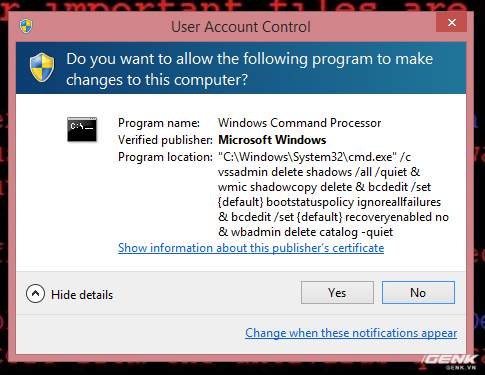 r important files are
User Account Control
Do you want to allow the following program to make
changes to this computer?
C:\_
Program name: Windows Command Processor
Verified publisher: Microsoft Windows
Program location: "C:\Windows\System32\cmd.exe" /c
vssadmin delete shadows /all /quiet &
wmic shadowcopy delete & bcdedit /set
{default} bootstatuspolicy ignoreallfailures
& bcdedit /set {default} recoveryenabled no
& wbadmin delete catalog -quiet
Show information about this publisher's certificate
Hide details
Yes
No
Change when these notifications appear
GENK
GENK.VN